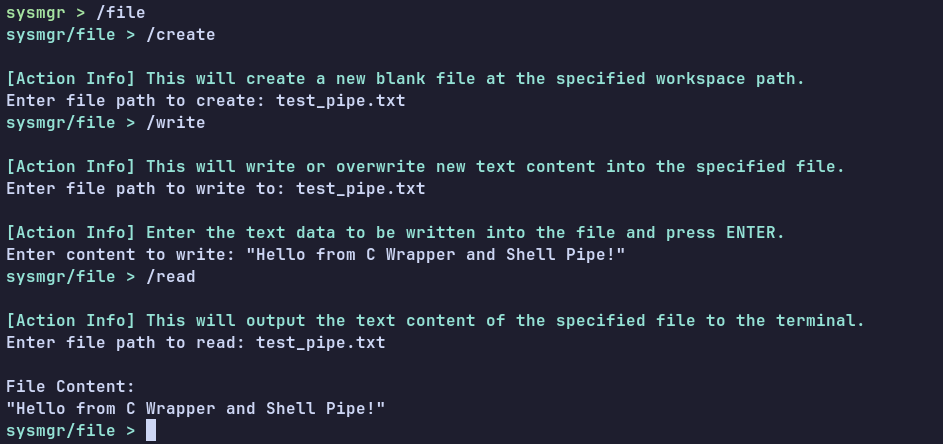 sysmgr > /file
sysmgr/file > /create
[Action Info] This will create a new blank file at the specified workspace path.
Enter file path to create: test_pipe.txt
sysmgr/file > /write
[Action Info] This will write or overwrite new text content into the specified file.
Enter file path to write to: test_pipe.txt
[Action Info] Enter the text data to be written into the file and press ENTER.
Enter content to write: "Hello from C Wrapper and Shell Pipe!"
sysmgr/file > /read
[Action Info] This will output the text content of the specified file to the terminal.
Enter file path to read: test_pipe.txt
File Content:
"Hello from C Wrapper and Shell Pipe!"
sysmgr/file >